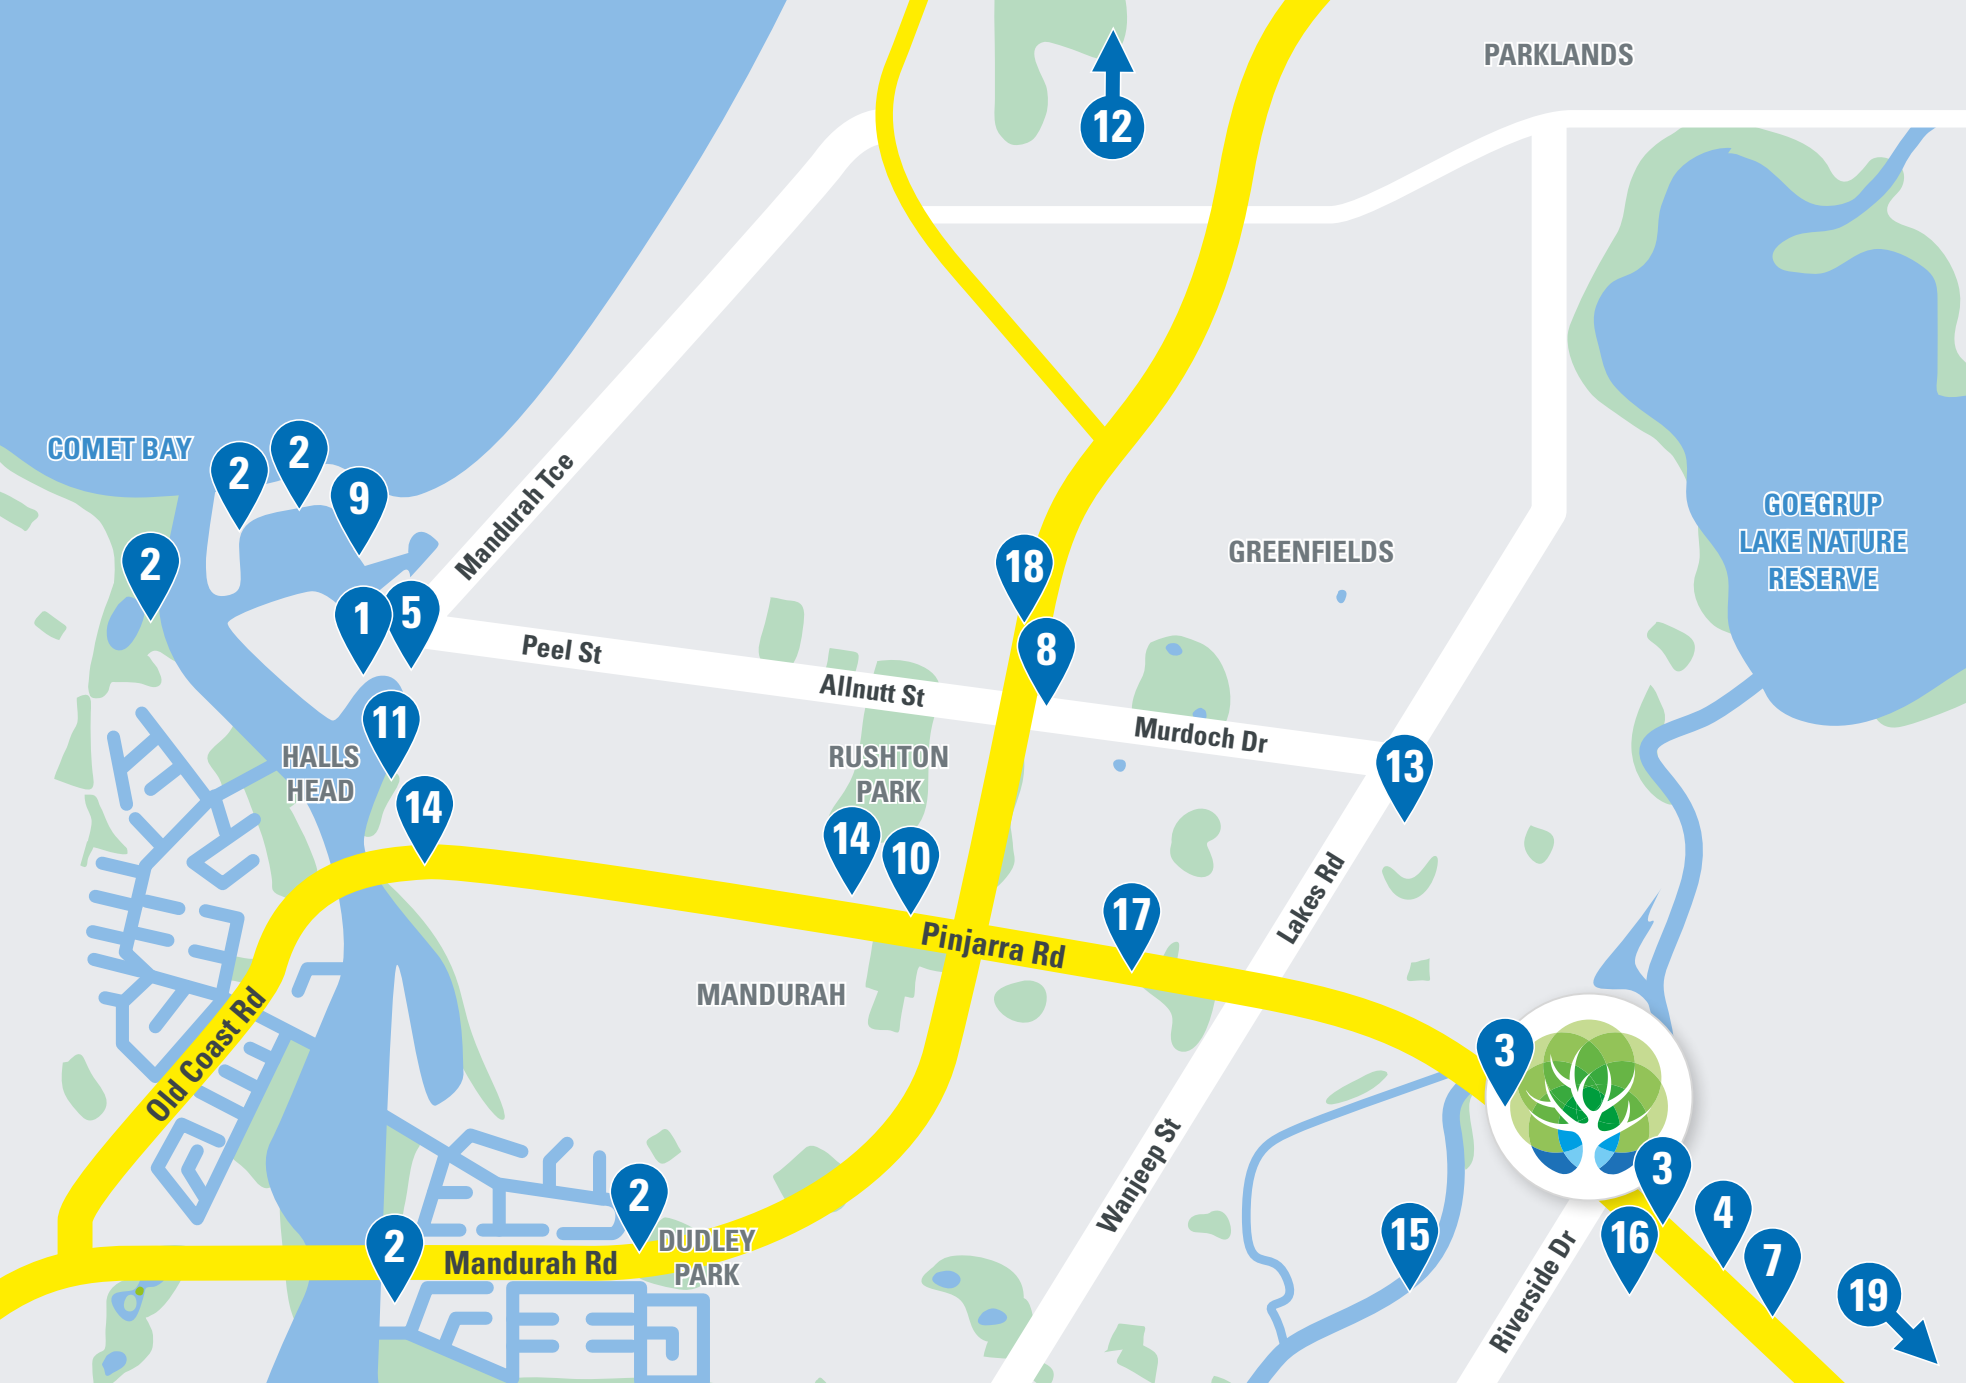 PARKLANDS
12
COMET BAY
2
2
9
Mandurah Tce
2
GOEGRUP
LAKE NATURE
RESERVE
GREENFIELDS
18
1
5
Peel St
8
Allnutt St
Murdoch Dr
11
HALLS
HEAD
RUSHTON
PARK
13
14
14
10
Lakes Rd
17
Pinjarra Rd
MANDURAH
Old Coast Rd
3
Wanjeep St
3
2
4
2
DUDLEY
PARK
Mandurah Rd
15
16
7
Riverside Dr
19